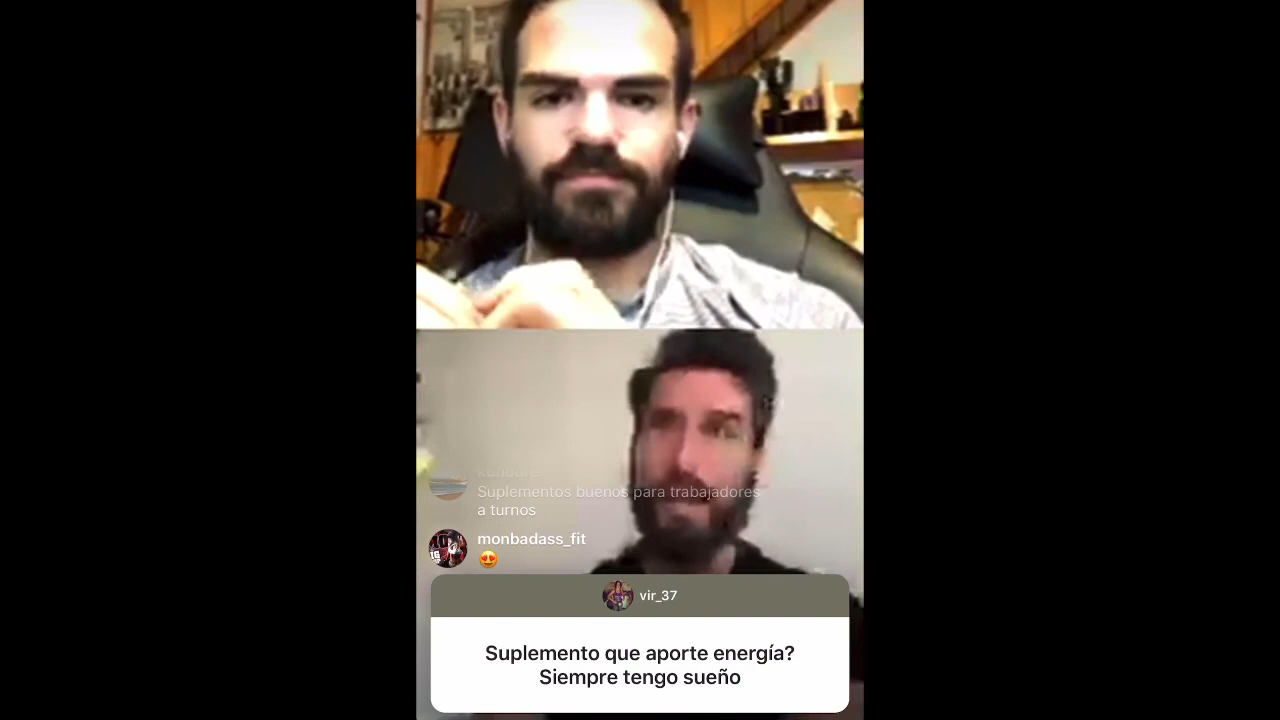 Suplementos buenos para trabajadores
a turnos
monbadass_fit
vir_37
Suplemento que aporte energía?
Siempre tengo sueño